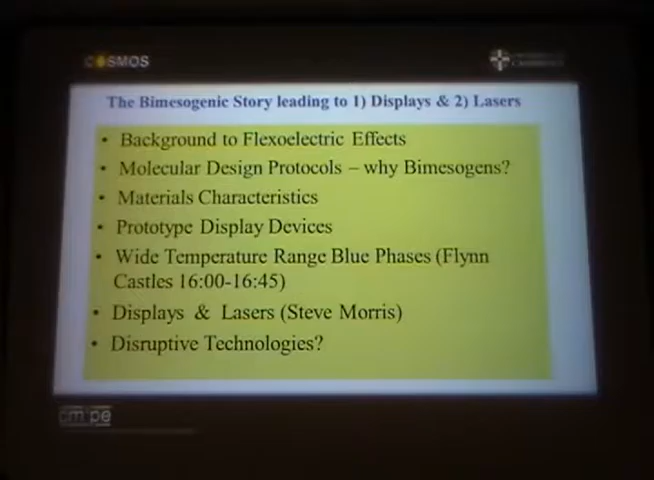 COSMOS
The Bimesogenic Story leading to 1) Displays & 2) Lasers
• Background to Flexoelectric Effects
• Molecular Design Protocols – why Bimesogens?
• Materials Characteristics
• Prototype Display Devices
• Wide Temperature Range Blue Phases (Flynn
Castles 16:00-16:45)
• Displays & Lasers (Steve Morris)
• Disruptive Technologies?